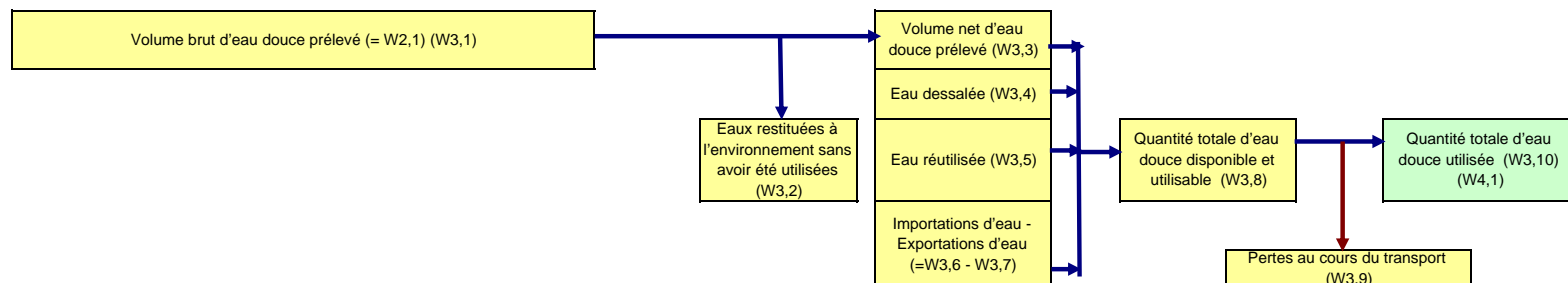 Volume brut d'eau douce prélevé (= W2,1) (W3,1)
Volume net d'eau
douce prélevé (W3,3)
Eau dessalée (W3,4)
Eaux restituées à
l'environnement sans
avoir été utilisées
(W3,2)
Eau réutilisée (W3,5)
Quantité totale d'eau
douce disponible et
utilisable (W3,8)
Quantité totale d'eau
douce utilisée (W3,10)
(W4,1)
Importations d'eau -
Exportations d'eau
(=W3,6 - W3,7)
Pertes au cours du transport
(W3,9)